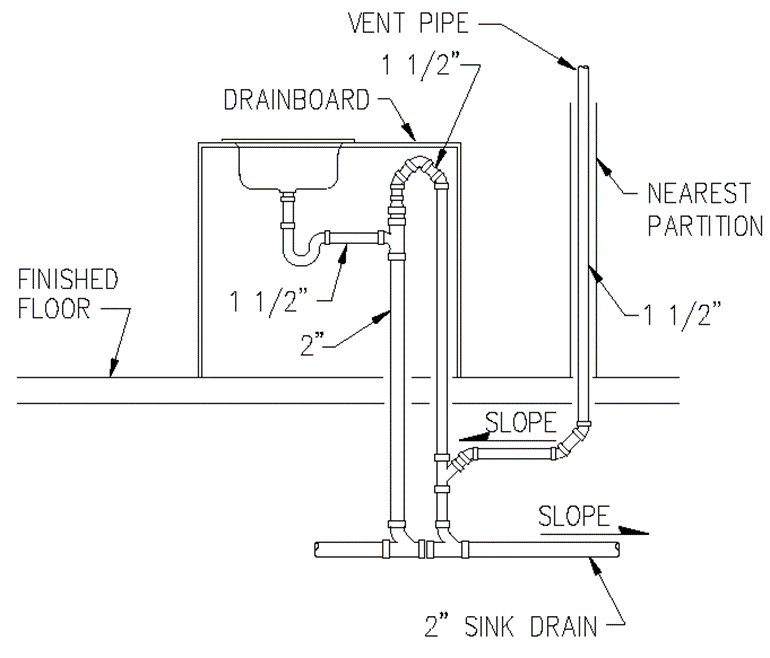 VENT PIPE
1 1/2"
DRAINBOARD
NEAREST
PARTITION
FINISHED
FLOOR
1 1/2"
1 1/2"
2"
SLOPE
SLOPE
2" SINK DRAIN